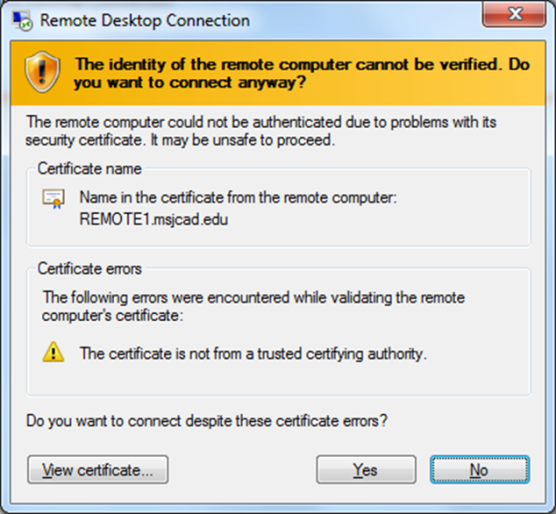 Remote Desktop Connection
The identity of the remote computer cannot be verified. Do
you want to connect anyway?
The remote computer could not be authenticated due to problems with its
security certificate. It may be unsafe to proceed.
Certificate name
Name in the certificate from the remote computer:
REMOTE1.msjcad.edu
Certificate errors
The following errors were encountered while validating the remote
computer's certificate:
The certificate is not from a trusted certifying authority.
Do you want to connect despite these certificate errors?
View certificate...
Yes
No